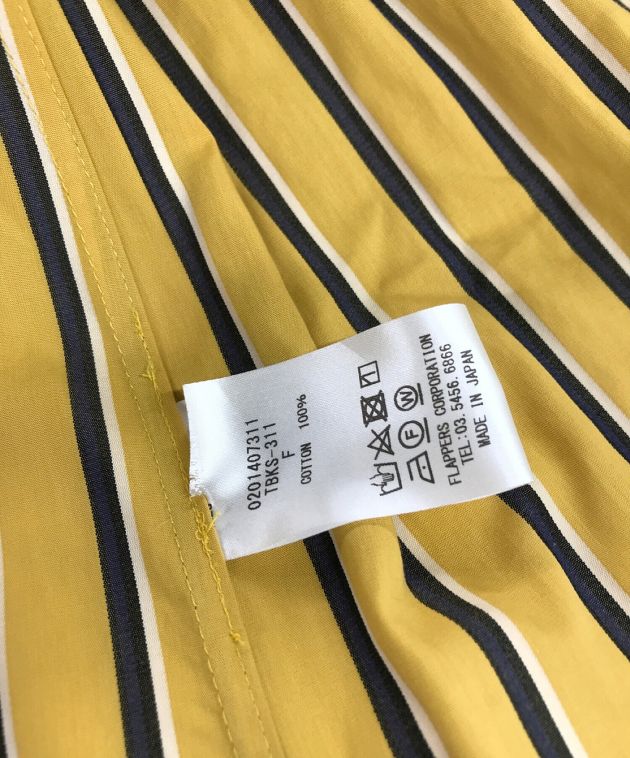 0201407311
TBKS-311
F
COTTON 100%
F W
FLAPPERS CORPORATION
TEL:03.5456.6866
MADE IN JAPAN